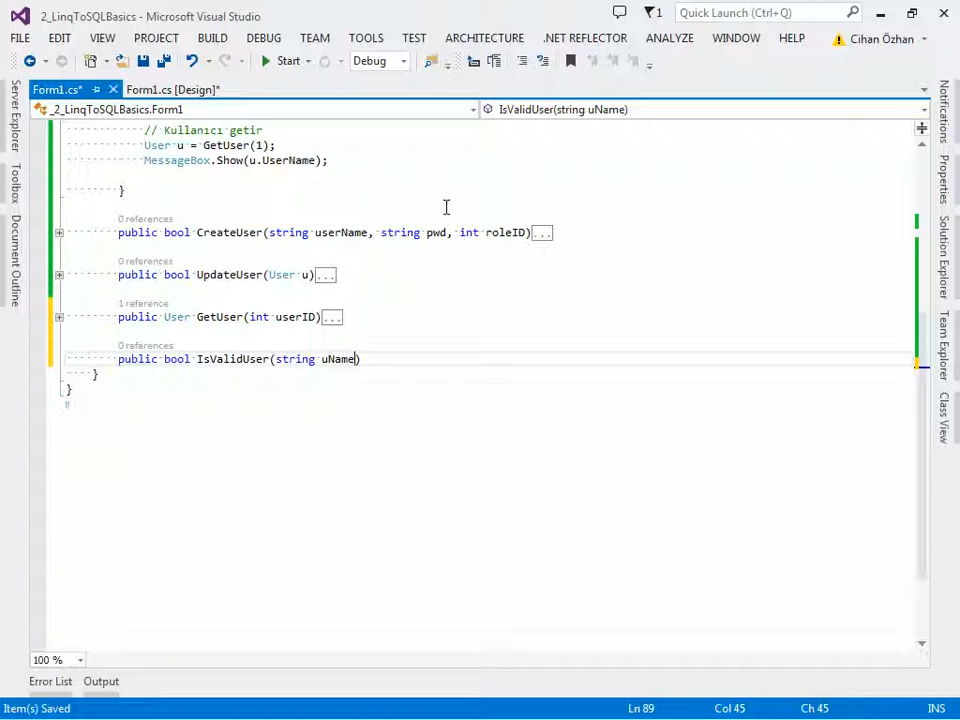 2_LinqToSQLBasics - Microsoft Visual Studio
1
Quick Launch (Ctrl+Q)
FILE EDIT VIEW PROJECT BUILD DEBUG TEAM TOOLS TEST ARCHITECTURE .NET REFLECTOR ANALYZE WINDOW HELP Cihan Özhan
Start Debug
Form1.cs* Form1.cs [Design]*
_2_LinqToSQLBasics.Form1 IsValidUser(string uName)
Server Explorer
Toolbox
Document Outline
// Kullanıcı getir
User u = GetUser(1);
MessageBox.Show(u.UserName);
}
0 references
public bool CreateUser(string userName, string pwd, int roleID)...
0 references
public bool UpdateUser(User u)...
1 reference
public User GetUser(int userID)...
0 references
public bool IsValidUser(string uName)
}
}
Notifications
Properties
Solution Explorer
Team Explorer
Class View
100 %
Error List Output
Item(s) Saved Ln 89 Col 45 Ch 45 INS